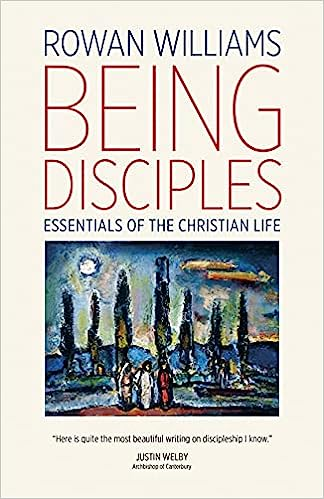 ROWAN WILLIAMS
BEING
DISCIPLES
ESSENTIALS OF THE CHRISTIAN LIFE
"Here is quite the most beautiful writing on discipleship I know."
JUSTIN WELBY
Archbishop of Canterbury